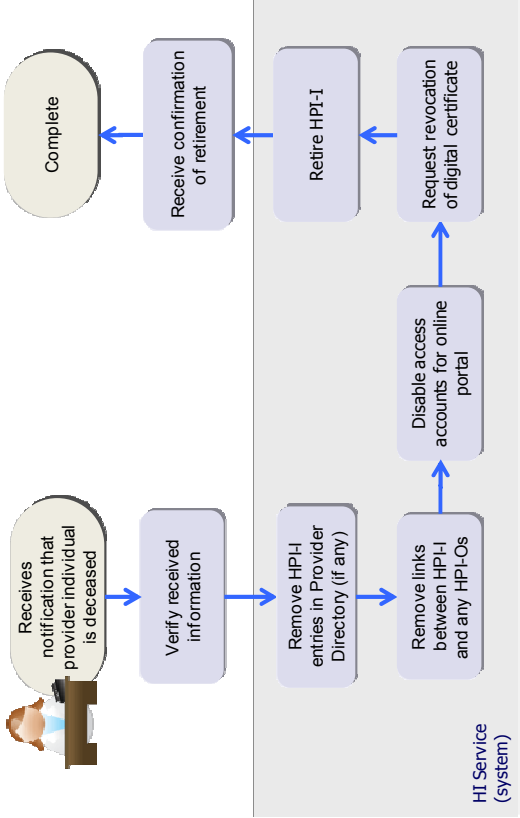 Receives
notification that
provider individual
is deceased
Verify received
information
Remove HPI-I
entries in Provider
Directory (if any)
Remove links
between HPI-I
and any HPI-Os
Disable access
accounts for online
portal
Request revocation
of digital certificate
Retire HPI-I
Receive confirmation
of retirement
Complete
HI Service
(system)